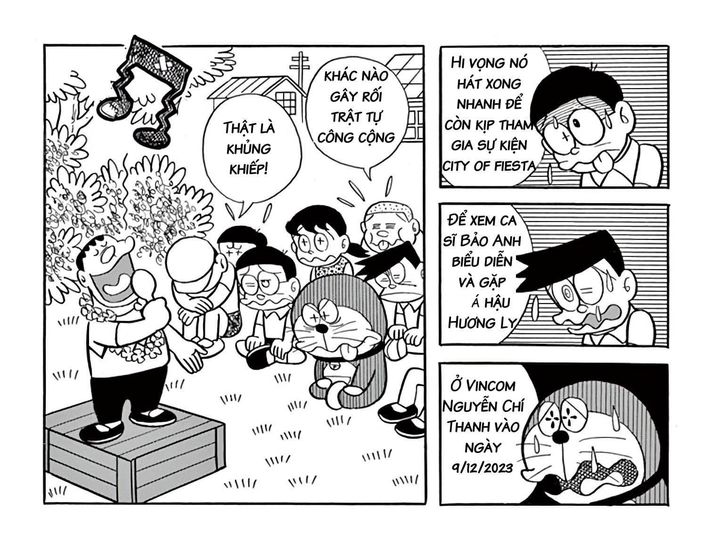 THẬT LÀ
KHỦNG
KHIẾP!
KHÁC NÀO
GÂY RỐI
TRẬT TỰ
CÔNG CỘNG
HI VỌNG NÓ
HÁT XONG
NHANH ĐỂ
CÒN KỊP THAM
GIA SỰ KIỆN
CITY OF FIESTA
ĐỂ XEM CA
SĨ BẢO ANH
BIỂU DIỄN
VÀ GẶP
Á HẬU
HƯƠNG LY
Ở VINCOM
NGUYỄN CHÍ
THANH VÀO
NGÀY
9/12/2023